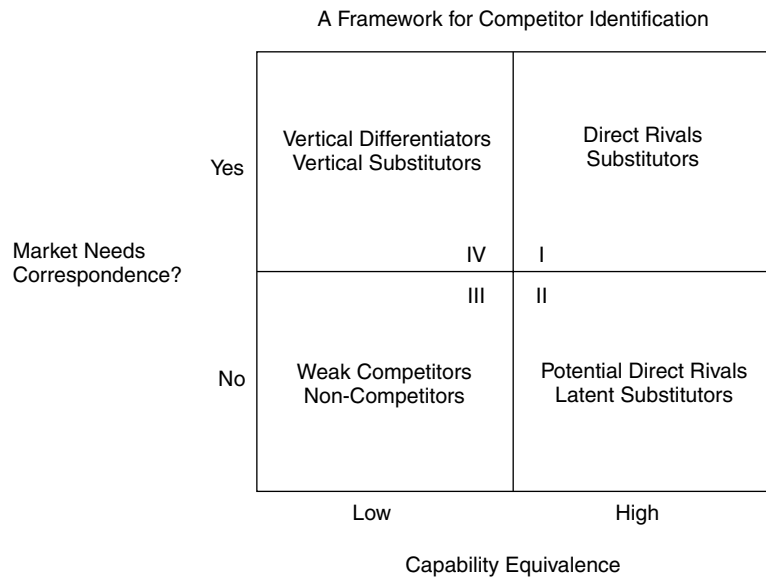 A Framework for Competitor Identification
Vertical Differentiators
Vertical Substitutors
Direct Rivals
Substitutors
Yes
IV
I
Market Needs
Correspondence?
III
II
No
Weak Competitors
Non-Competitors
Potential Direct Rivals
Latent Substitutors
Low
High
Capability Equivalence